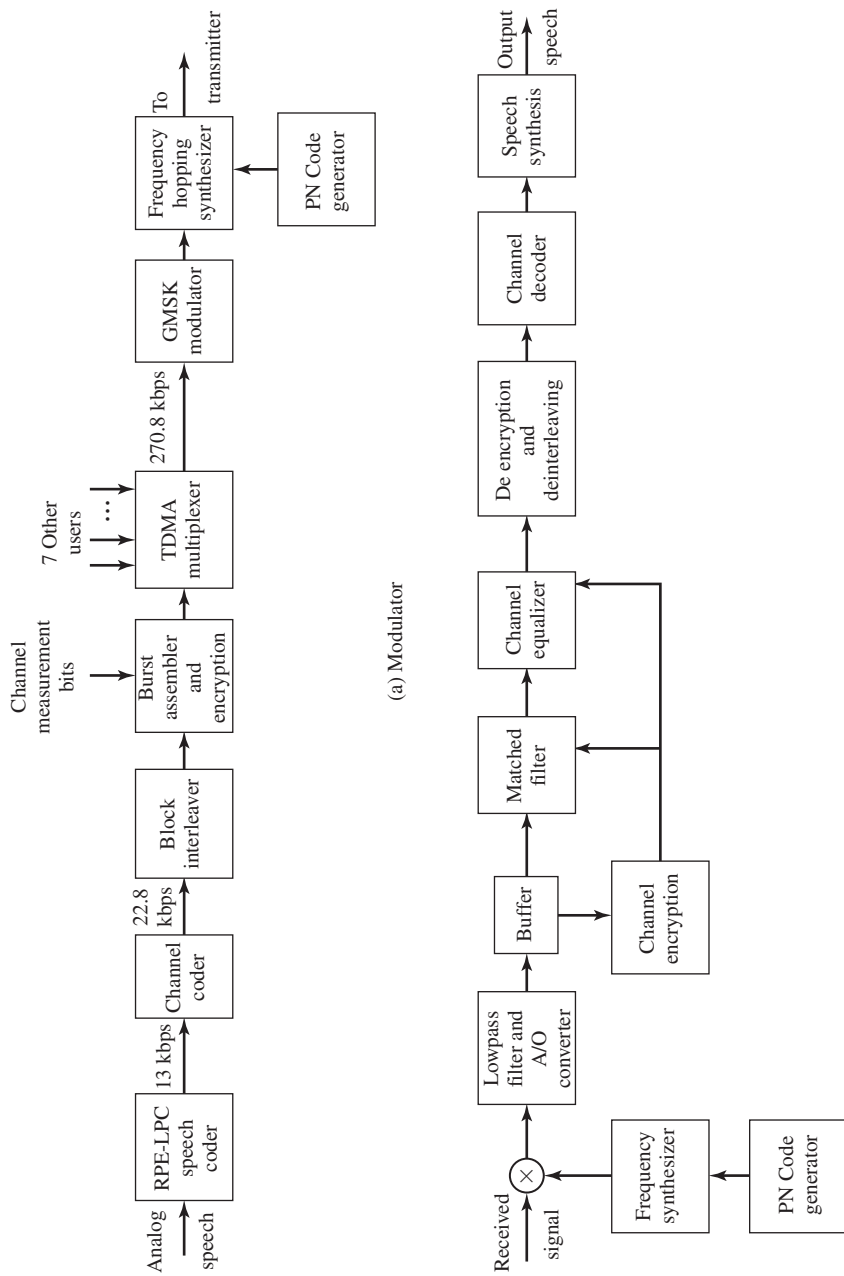 Analog
speech
RPE-LPC
speech
coder
13 kbps
Channel
coder
22.8
kbps
Block
interleaver
Channel
measurement
bits
Burst
assembler
and
encryption
7 Other
users
...
TDMA
multiplexer
270.8 kbps
GMSK
modulator
Frequency
hopping
synthesizer
To
transmitter
PN Code
generator
(a) Modulator
Received
signal
×
Frequency
synthesizer
PN Code
generator
Lowpass
filter and
A/O
converter
Buffer
Channel
encryption
Matched
filter
Channel
equalizer
De encryption
and
deinterleaving
Channel
decoder
Speech
synthesis
Output
speech